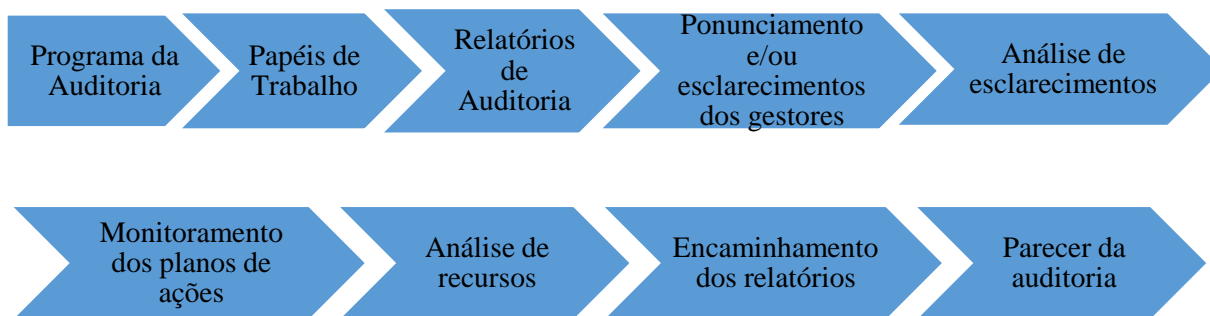 Programa da
Auditoria
Papéis de
Trabalho
Relatórios
de
Auditoria
Ponunciamento
e/ou
esclarecimentos
dos gestores
Análise de
esclarecimentos
Monitoramento
dos planos de
ações
Análise de
recursos
Encaminhamento
dos relatórios
Parecer da
auditoria